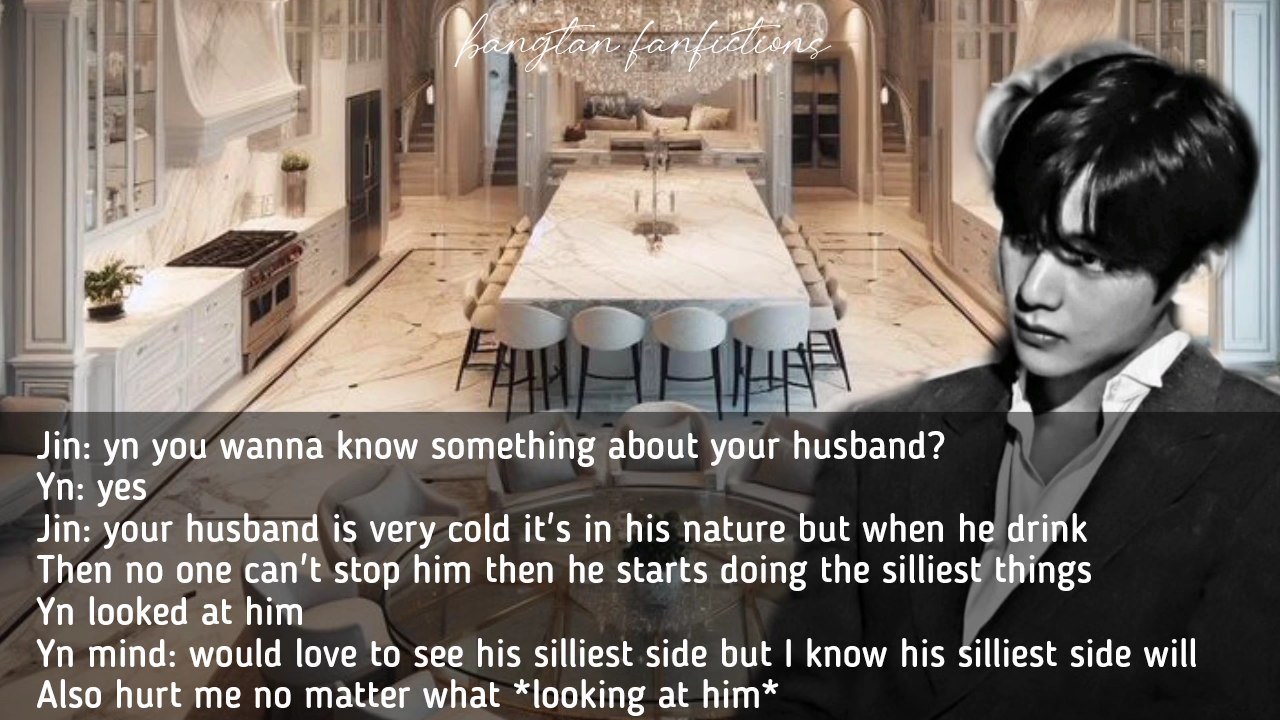 bangtan fanfictions
Jin: yn you wanna know something about your husband?
Yn: yes
Jin: your husband is very cold it's in his nature but when he drink
Then no one can't stop him then he starts doing the silliest things
Yn looked at him
Yn mind: would love to see his silliest side but I know his silliest side will
Also hurt me no matter what *looking at him*